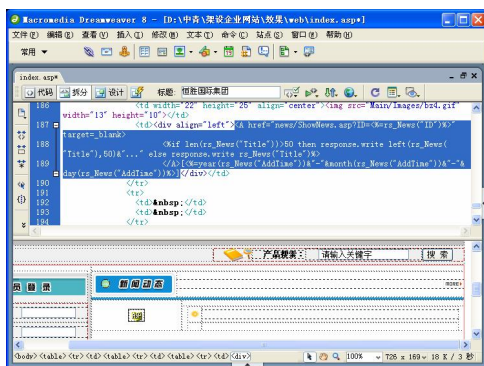 Macromedia Dreamweaver 8 - [D:\中青\架设企业网站\效果\web\index.asp*]
文件(F) 编辑(E) 查看(V) 插入(I) 修改(M) 文本(T) 命令(C) 站点(S) 窗口(W) 帮助(H)
常用
index.asp*
代码 拆分 设计 标题: 恒胜国际集团
186 <td width="22" height="25" align="center"><img src="Main/Images/bz4.gif"
width="13" height="10"></td>
187 <td><div align="left"><A href="news/ShowNews.asp?ID=<%=rs_News("ID")%>"
target=_blank>
188 <%if len(rs_News("Title"))>50 then response.write left(rs_News(
"Title"),50)&"..." else response.write rs_News("Title")%>
189 </A>[<%=year(rs_News("AddTime"))&"-"&month(rs_News("AddTime"))&"-"&
day(rs_News("AddTime"))%>]</div></td>
190 </tr>
191 <tr>
192 <td>&nbsp;</td>
193 <td>&nbsp;</td>
194 </tr>
产品搜索: 请输入关键字 搜 索
员 登 录 新闻动态 MORE
<body> <table> <tr> <td> <table> <tr> <td> <table> <tr> <td> <div> 100% 726 x 169 18 K / 3 秒